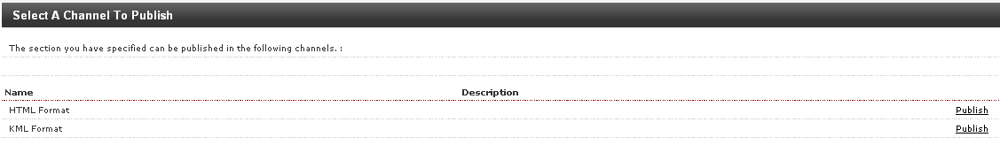 Select A Channel To Publish
The section you have specified can be published in the following channels. :
Name Description
HTML Format Publish
KML Format Publish